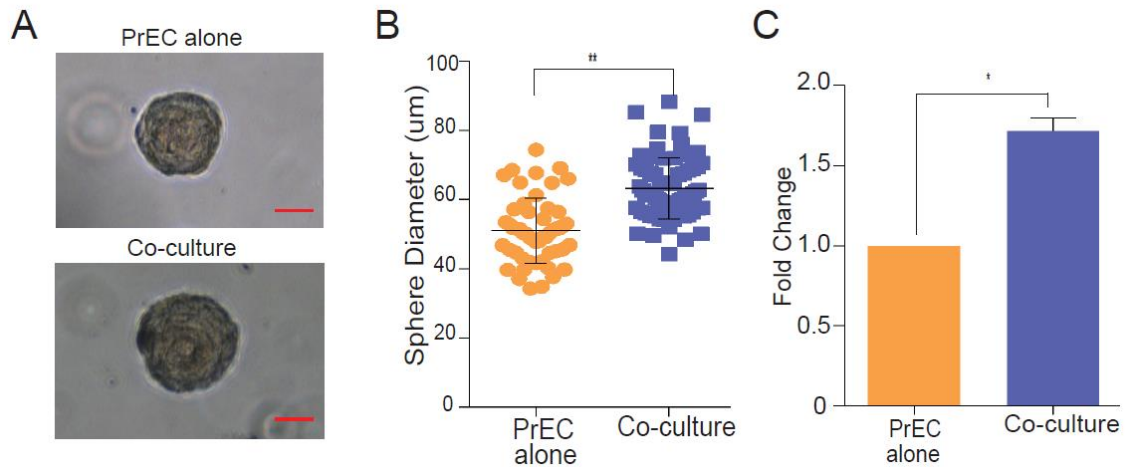 A
PrEC alone
Co-culture
B
Sphere Diameter (um)
100
80
60
40
20
0
**
PrEC
alone
Co-culture
C
Fold Change
2.0
1.5
1.0
0.5
0
*
PrEC
alone
Co-culture